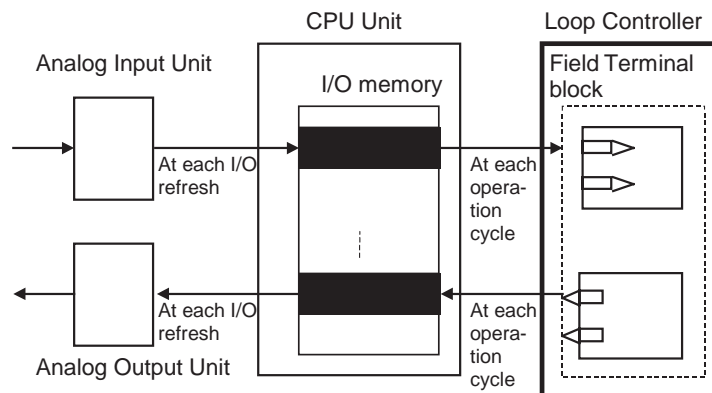 CPU Unit
Loop Controller
Analog Input Unit
I/O memory
Field Terminal
block
At each I/O
refresh
At each
opera-
tion
cycle
At each I/O
refresh
At each
opera-
tion
cycle
Analog Output Unit